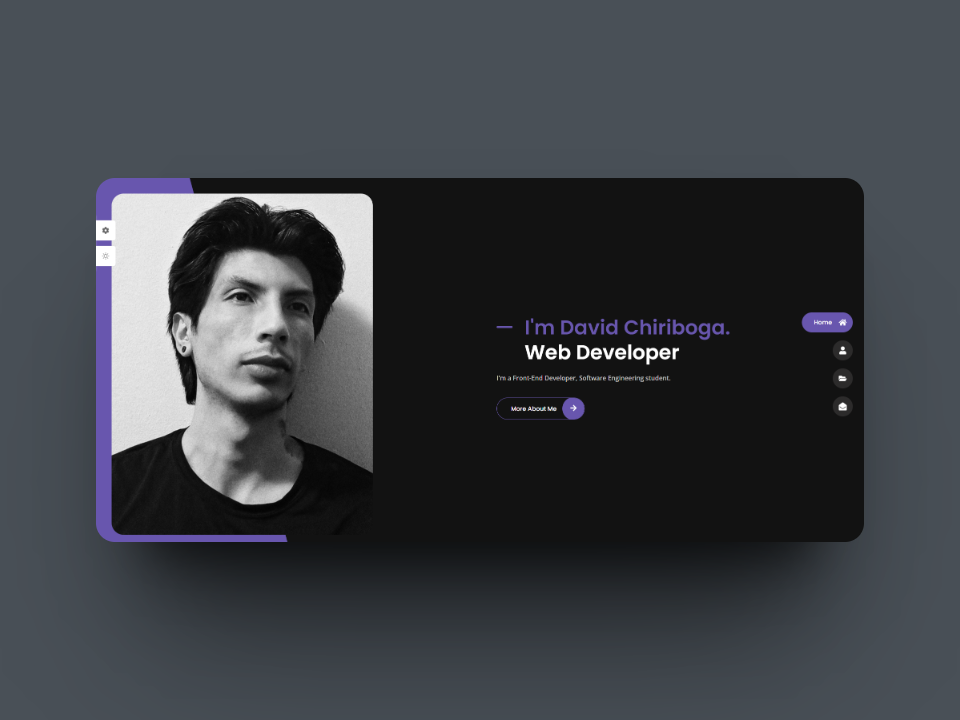 I'm David Chiriboga.
Web Developer
I'm a Front-End Developer, Software Engineering student.
More About Me
Home